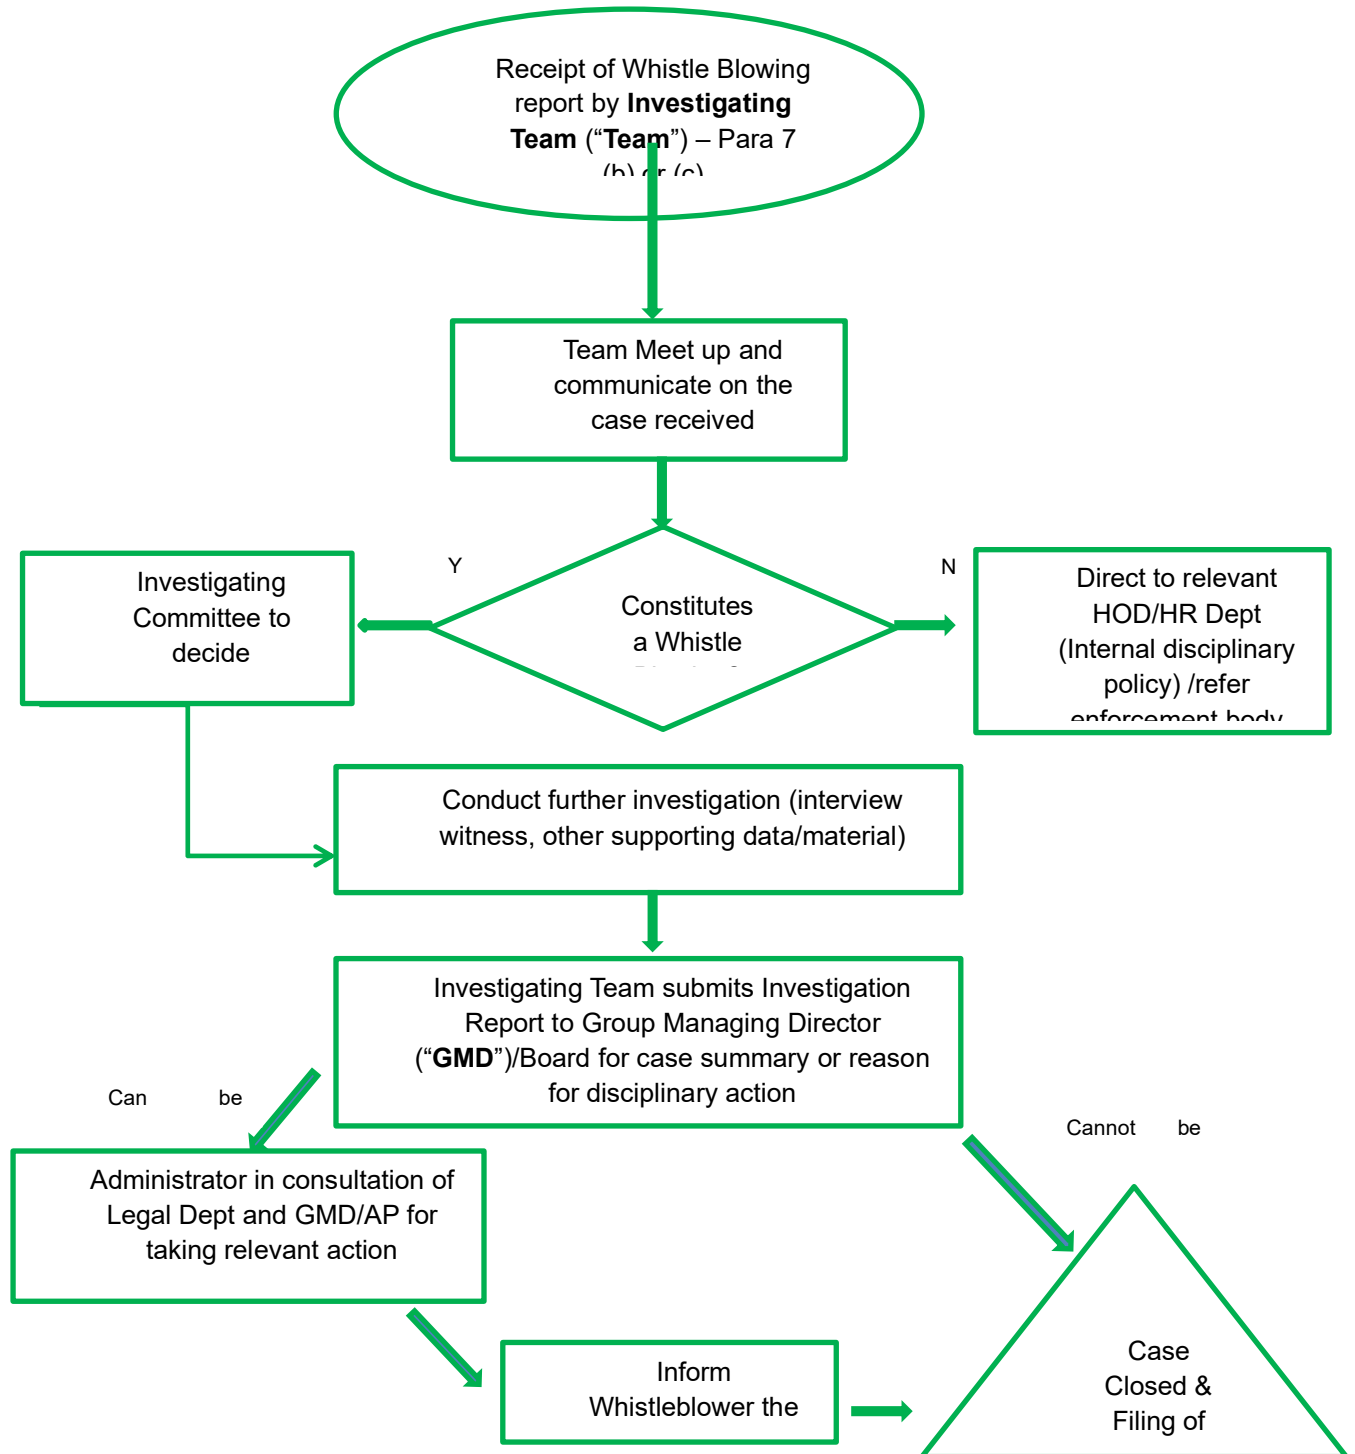 Receipt of Whistle Blowing
report by Investigating
Team (“Team”) – Para 7
(b) or (c)
Team Meet up and
communicate on the
case received
Y
N
Investigating
Committee to
decide
Constitutes
a Whistle
Direct to relevant
HOD/HR Dept
(Internal disciplinary
policy) /refer
enforcement body
Conduct further investigation (interview
witness, other supporting data/material)
Investigating Team submits Investigation
Report to Group Managing Director
(“GMD”)/Board for case summary or reason
for disciplinary action
Can be
Cannot be
Administrator in consultation of
Legal Dept and GMD/AP for
taking relevant action
Inform
Whistleblower the
Case
Closed &
Filing of